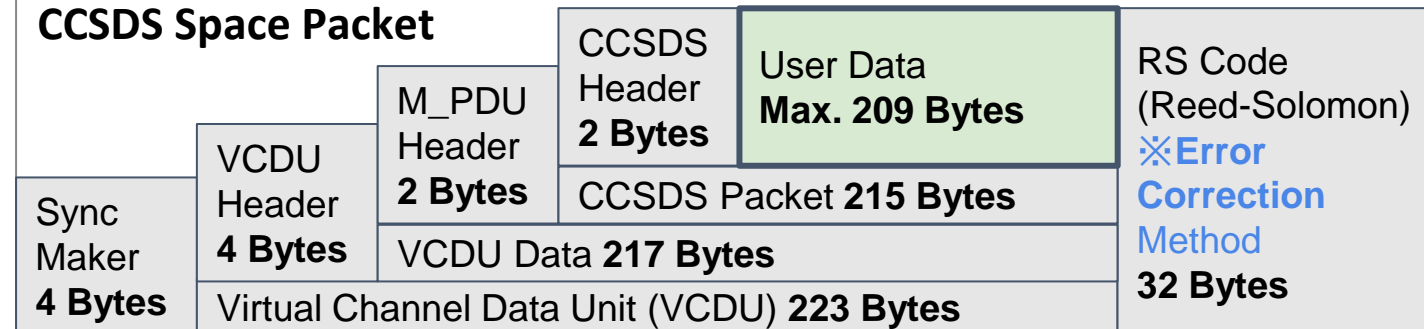 CCSDS Space Packet
CCSDS
Header
2 Bytes
User Data
Max. 209 Bytes
RS Code
(Reed-Solomon)
※Error
Correction
Method
32 Bytes
M_PDU
Header
2 Bytes
CCSDS Packet 215 Bytes
VCDU
Header
4 Bytes
VCDU Data 217 Bytes
Sync
Maker
4 Bytes
Virtual Channel Data Unit (VCDU) 223 Bytes